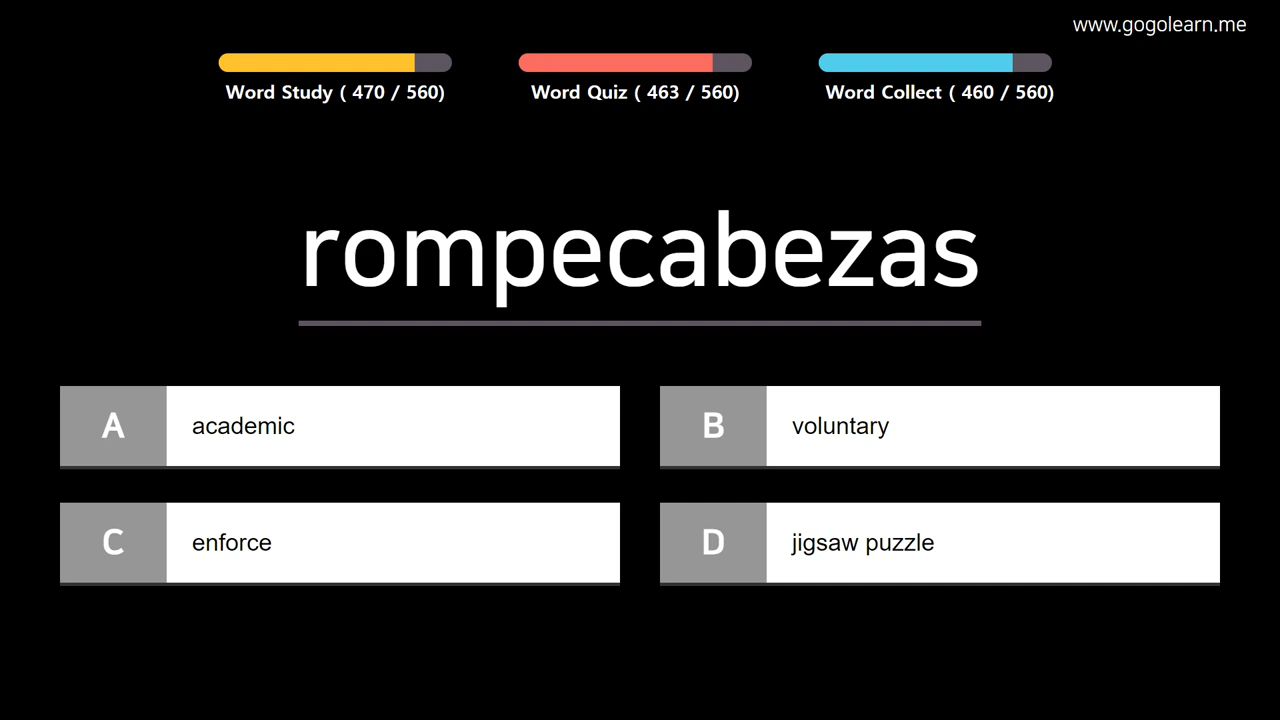 www.gogolearn.me
Word Study ( 470 / 560)
Word Quiz ( 463 / 560)
Word Collect ( 460 / 560)
rompecabezas
A academic
B voluntary
C enforce
D jigsaw puzzle